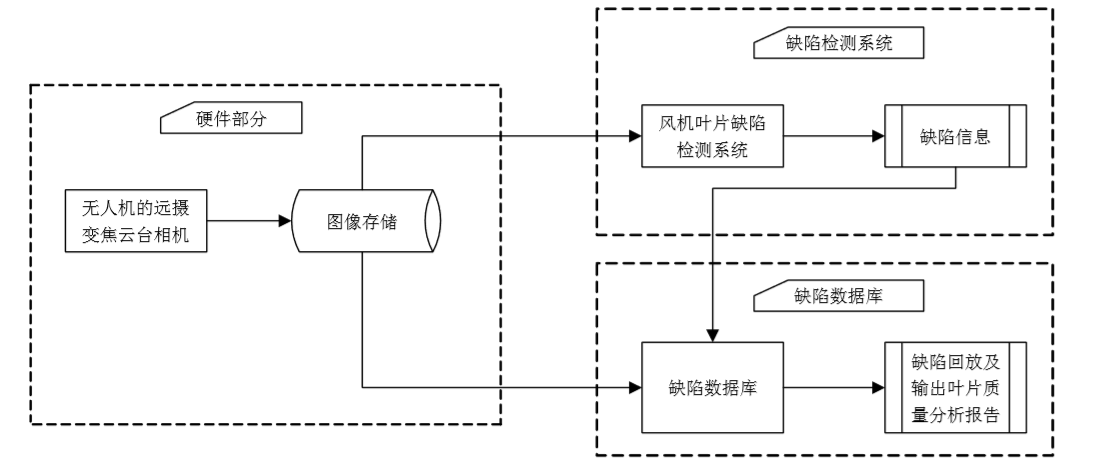 缺陷检测系统
硬件部分
风机叶片缺陷
检测系统
缺陷信息
无人机的远摄
变焦云台相机
图像存储
缺陷数据库
缺陷数据库
缺陷回放及
输出叶片质
量分析报告